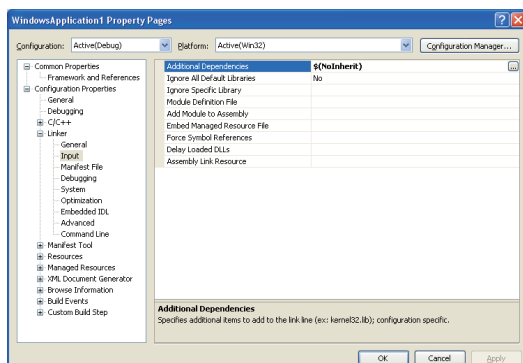 WindowsApplication1 Property Pages
Configuration: Active(Debug) Platform: Active(Win32) Configuration Manager...
Common Properties
Framework and References
Configuration Properties
General
Debugging
C/C++
Linker
General
Input
Manifest File
Debugging
System
Optimization
Embedded IDL
Advanced
Command Line
Manifest Tool
Resources
Managed Resources
XML Document Generator
Browse Information
Build Events
Custom Build Step
Additional Dependencies $(NoInherit) ...
Ignore All Default Libraries No
Ignore Specific Library
Module Definition File
Add Module to Assembly
Embed Managed Resource File
Force Symbol References
Delay Loaded DLLs
Assembly Link Resource
Additional Dependencies
Specifies additional items to add to the link line (ex: kernel32.lib); configuration specific.
OK Cancel Apply